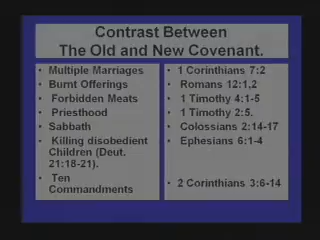 Contrast Between
The Old and New Covenant.
• Multiple Marriages
• Burnt Offerings
• Forbidden Meats
• Priesthood
• Sabbath
• Killing disobedient
Children (Deut.
21:18-21).
• Ten
Commandments
• 1 Corinthians 7:2
• Romans 12:1,2
• 1 Timothy 4:1-5
• 1 Timothy 2:5.
• Colossians 2:14-17
• Ephesians 6:1-4
• 2 Corinthians 3:6-14